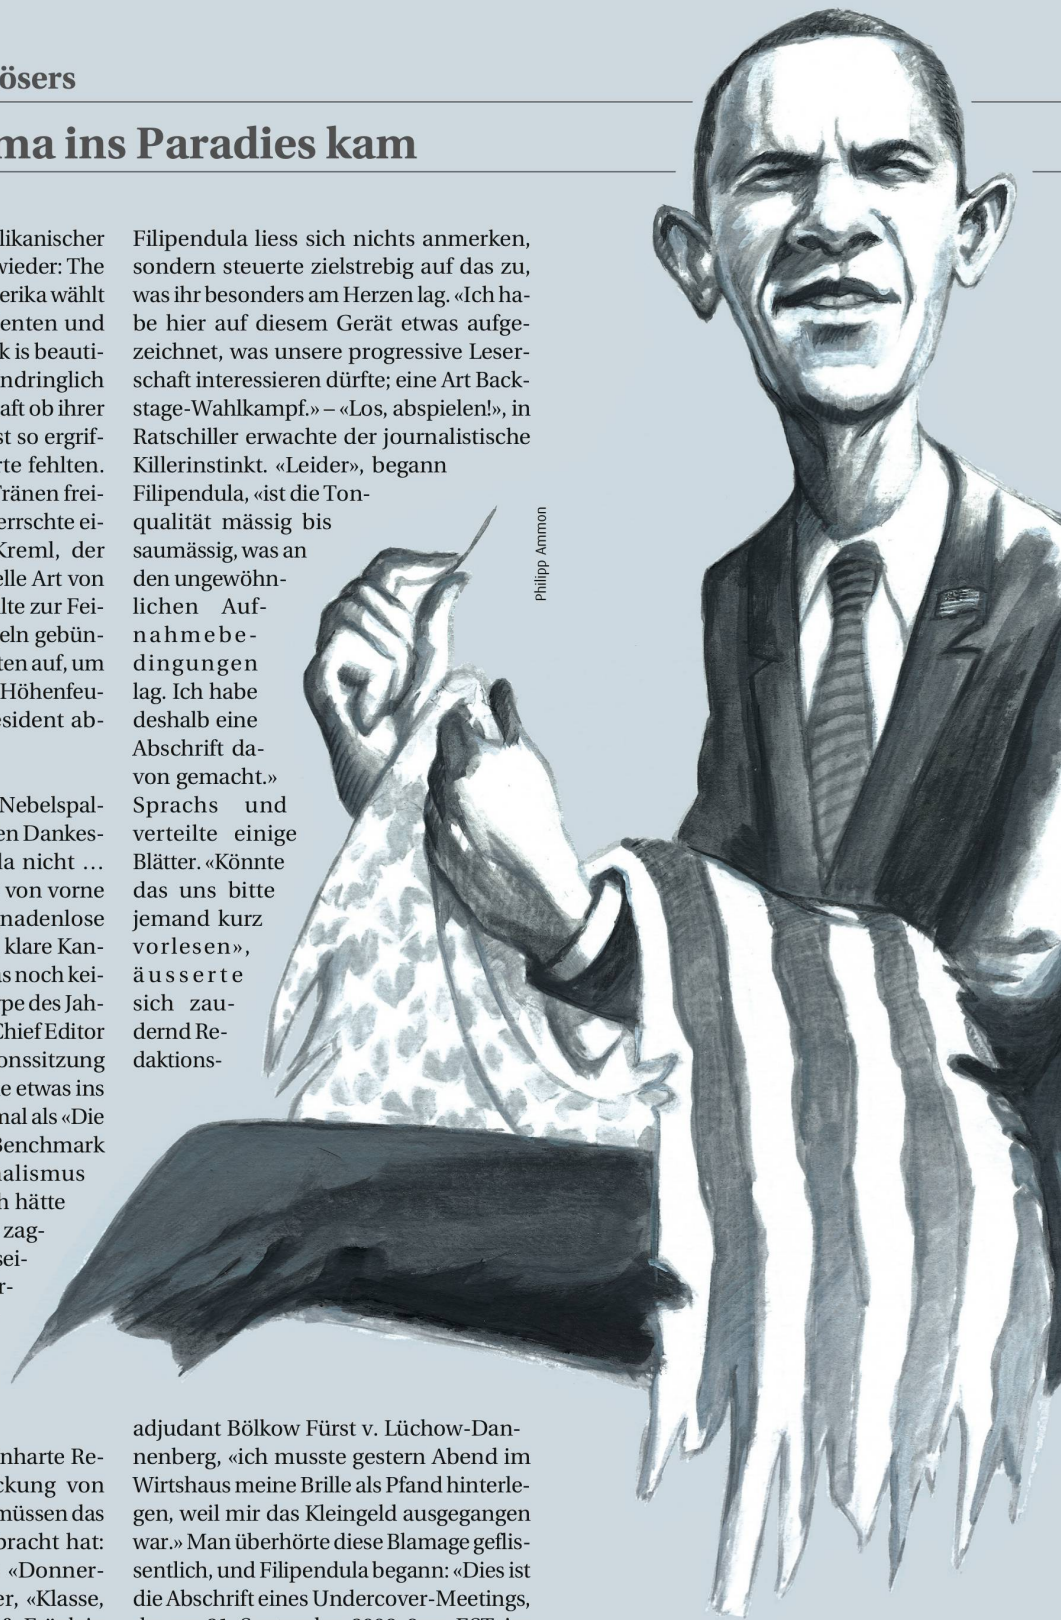 ösers
ma ins Paradies kam
likanischer
wieder: The
erika wählt
enten und
k is beauti-
ndringlich
aft ob ihrer
st so ergrif-
rte fehlten.
Tränen frei-
errschte ei-
Kreml, der
elle Art von
lte zur Fei-
eln gebün-
ten auf, um
Höhenfeu-
esident ab-
Nebelspal-
en Dankes-
la nicht …
von vorne
nadenlose
klare Kan-
as noch kei-
ype des Jah-
Chief Editor
onssitzung
e etwas ins
mal als «Die
Benchmark
nalismus
h hätte
zag-
sei-
r-
nharte Re-
ckung von
müssen das
bracht hat:
«Donner-
er, «Klasse,
Filipendula liess sich nichts anmerken,
sondern steuerte zielstrebig auf das zu,
was ihr besonders am Herzen lag. «Ich ha-
be hier auf diesem Gerät etwas aufge-
zeichnet, was unsere progressive Leser-
schaft interessieren dürfte; eine Art Back-
stage-Wahlkampf.» – «Los, abspielen!», in
Ratschiller erwachte der journalistische
Killerinstinkt. «Leider», begann
Filipendula, «ist die Ton-
qualität mässig bis
saumässig, was an
den ungewöhn-
lichen Auf-
nahmebe-
dingungen
lag. Ich habe
deshalb eine
Abschrift da-
von gemacht.»
Sprachs und
verteilte einige
Blätter. «Könnte
das uns bitte
jemand kurz
vorlesen»,
äusserte
sich zau-
dernd Re-
daktions-
adjudant Bölkow Fürst v. Lüchow-Dan-
nenberg, «ich musste gestern Abend im
Wirtshaus meine Brille als Pfand hinterle-
gen, weil mir das Kleingeld ausgegangen
war.» Man überhörte diese Blamage geflis-
sentlich, und Filipendula begann: «Dies ist
die Abschrift eines Undercover-Meetings,
Philipp Ammon